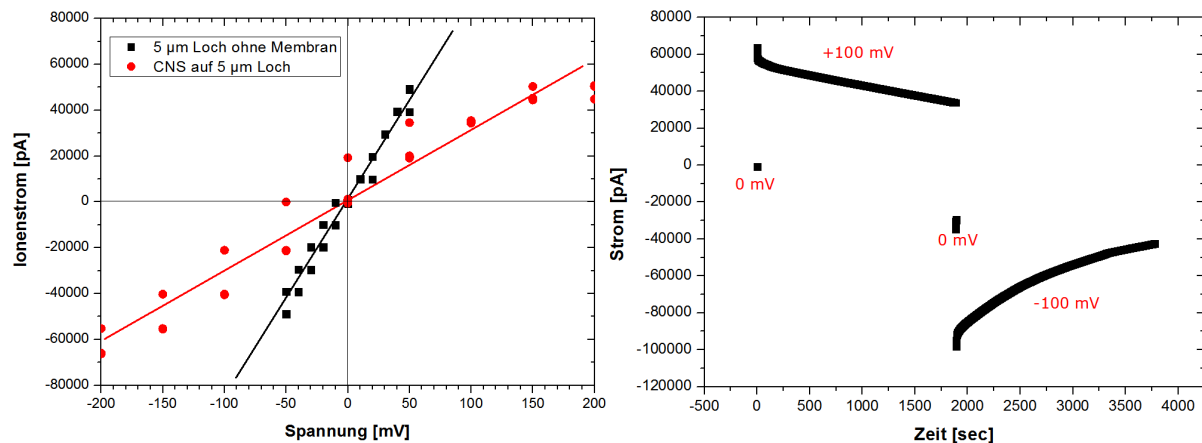 80000
60000
40000
20000
0
-20000
-40000
-60000
-80000
Ionenstrom [pA]
5 µm Loch ohne Membran
CNS auf 5 µm Loch
-200 -150 -100 -50 0 50 100 150 200
Spannung [mV]
80000
60000
40000
20000
0
-20000
-40000
-60000
-80000
-100000
-120000
Strom [pA]
+100 mV
0 mV
0 mV
-100 mV
-500 0 500 1000 1500 2000 2500 3000 3500 4000
Zeit [sec]